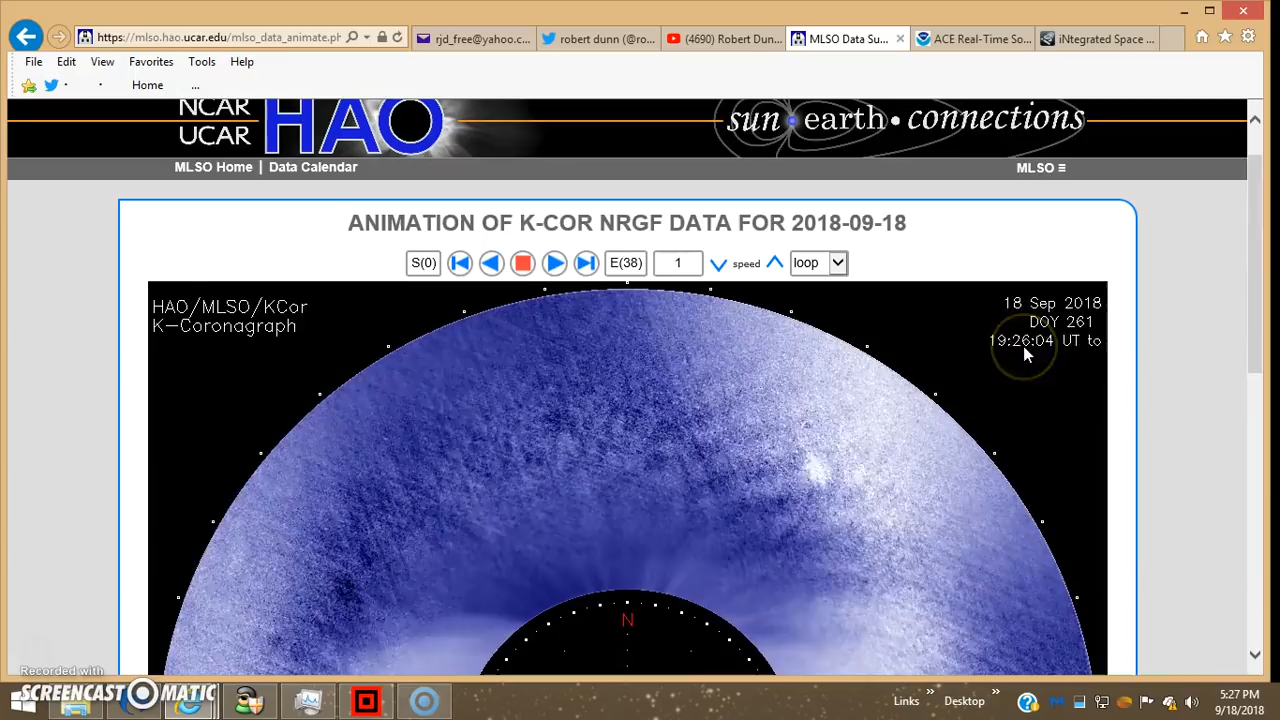 https://mlso.hao.ucar.edu/mlso_data_animate.ph
rjd_free@yahoo.c...
robert dunn (@ro...
(4690) Robert Dun...
MLSO Data Su...
ACE Real-Time So...
iNtegrated Space ...
File Edit View Favorites Tools Help
Home ...
NCAR
UCAR
HAO
sun earth • connections
MLSO Home | Data Calendar
MLSO ≡
ANIMATION OF K-COR NRGF DATA FOR 2018-09-18
S(0)
E(38)
1
speed
loop
HAO/MLSO/KCor
K-Coronagraph
18 Sep 2018
DOY 261
19:26:04 UT to
N
Recorded with
SCREENCAST MATIC
Links »
Desktop »
5:27 PM
9/18/2018